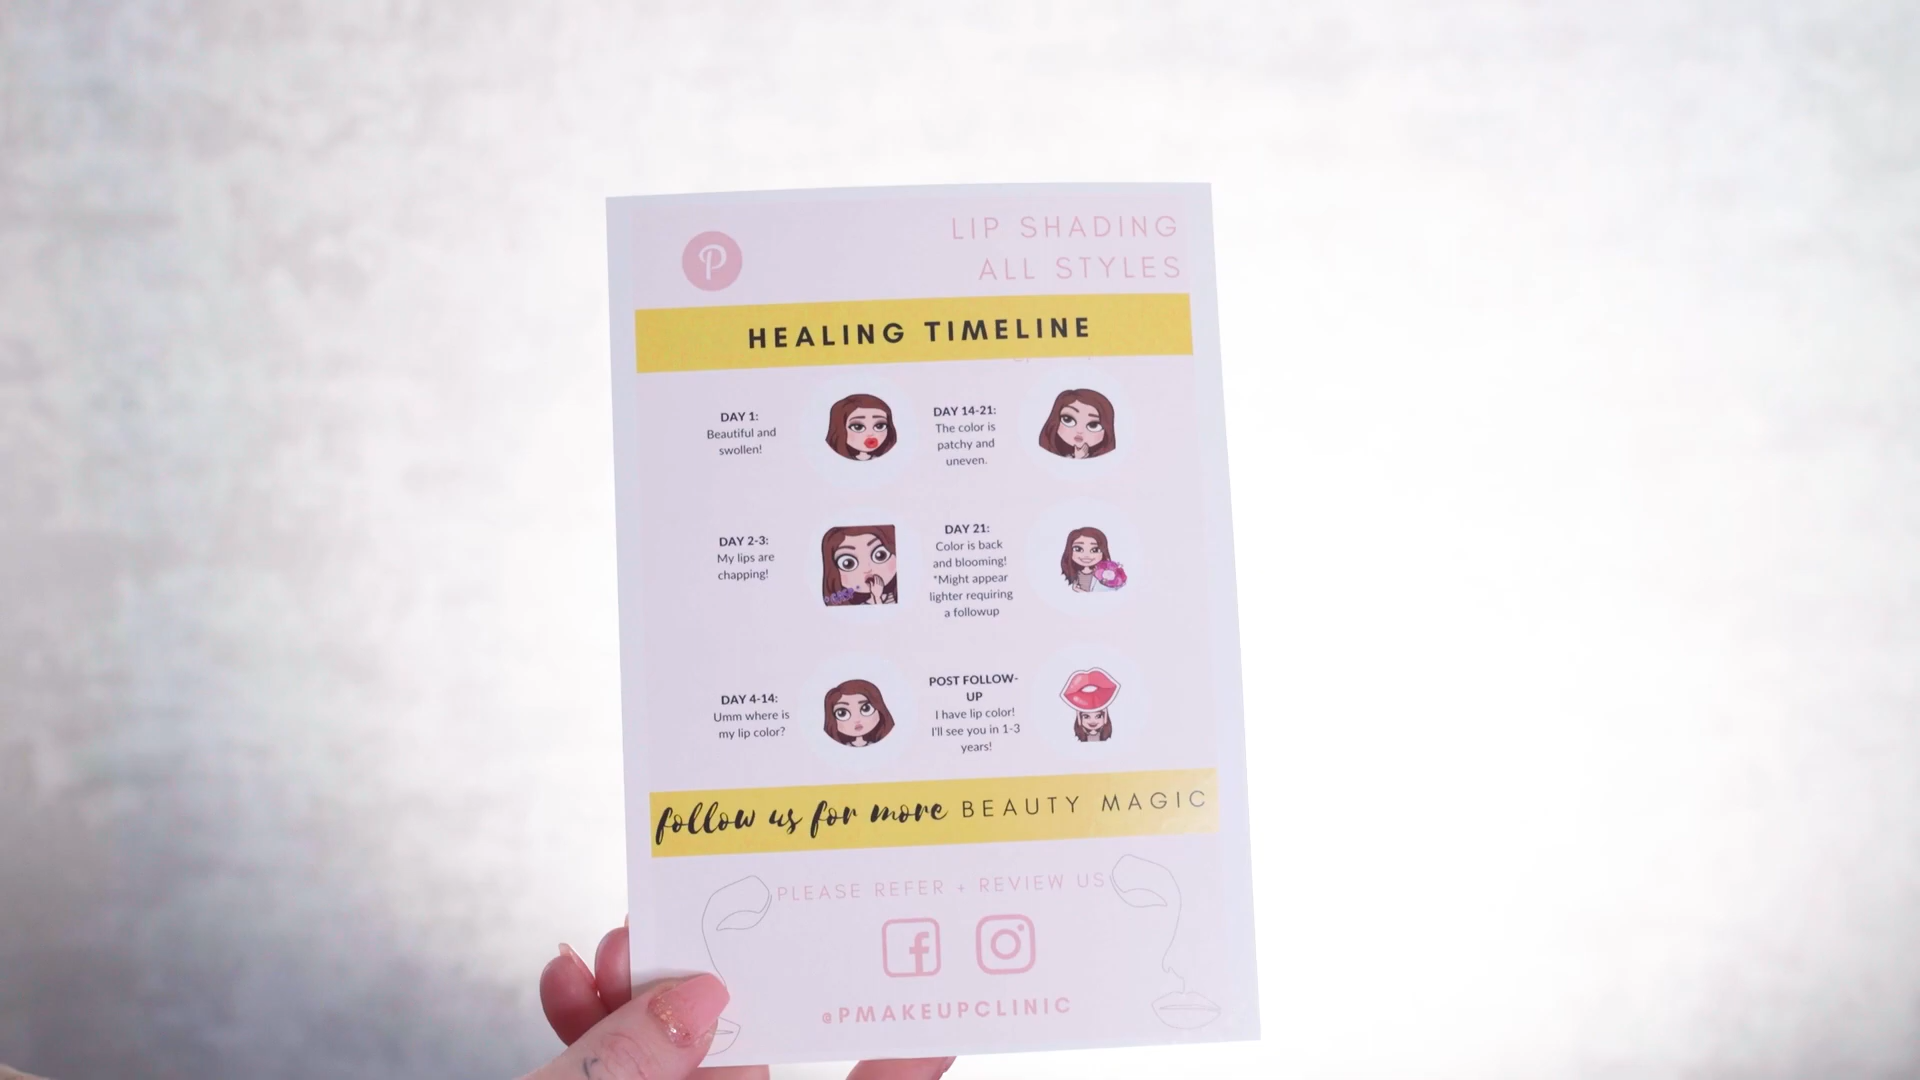 P
LIP SHADING
ALL STYLES
HEALING TIMELINE
DAY 1:
Beautiful and
swollen!
DAY 2-3:
My lips are
chapping!
DAY 4-14:
Umm where is
my lip color?
DAY 14-21:
The color is
patchy and
uneven.
DAY 21:
Color is back
and blooming!
*Might appear
lighter requiring
a followup
POST FOLLOW-
UP
I have lip color!
I'll see you in 1-3
years!
follow us for more BEAUTY MAGIC
PLEASE REFER + REVIEW US
@PMAKEUPCLINIC